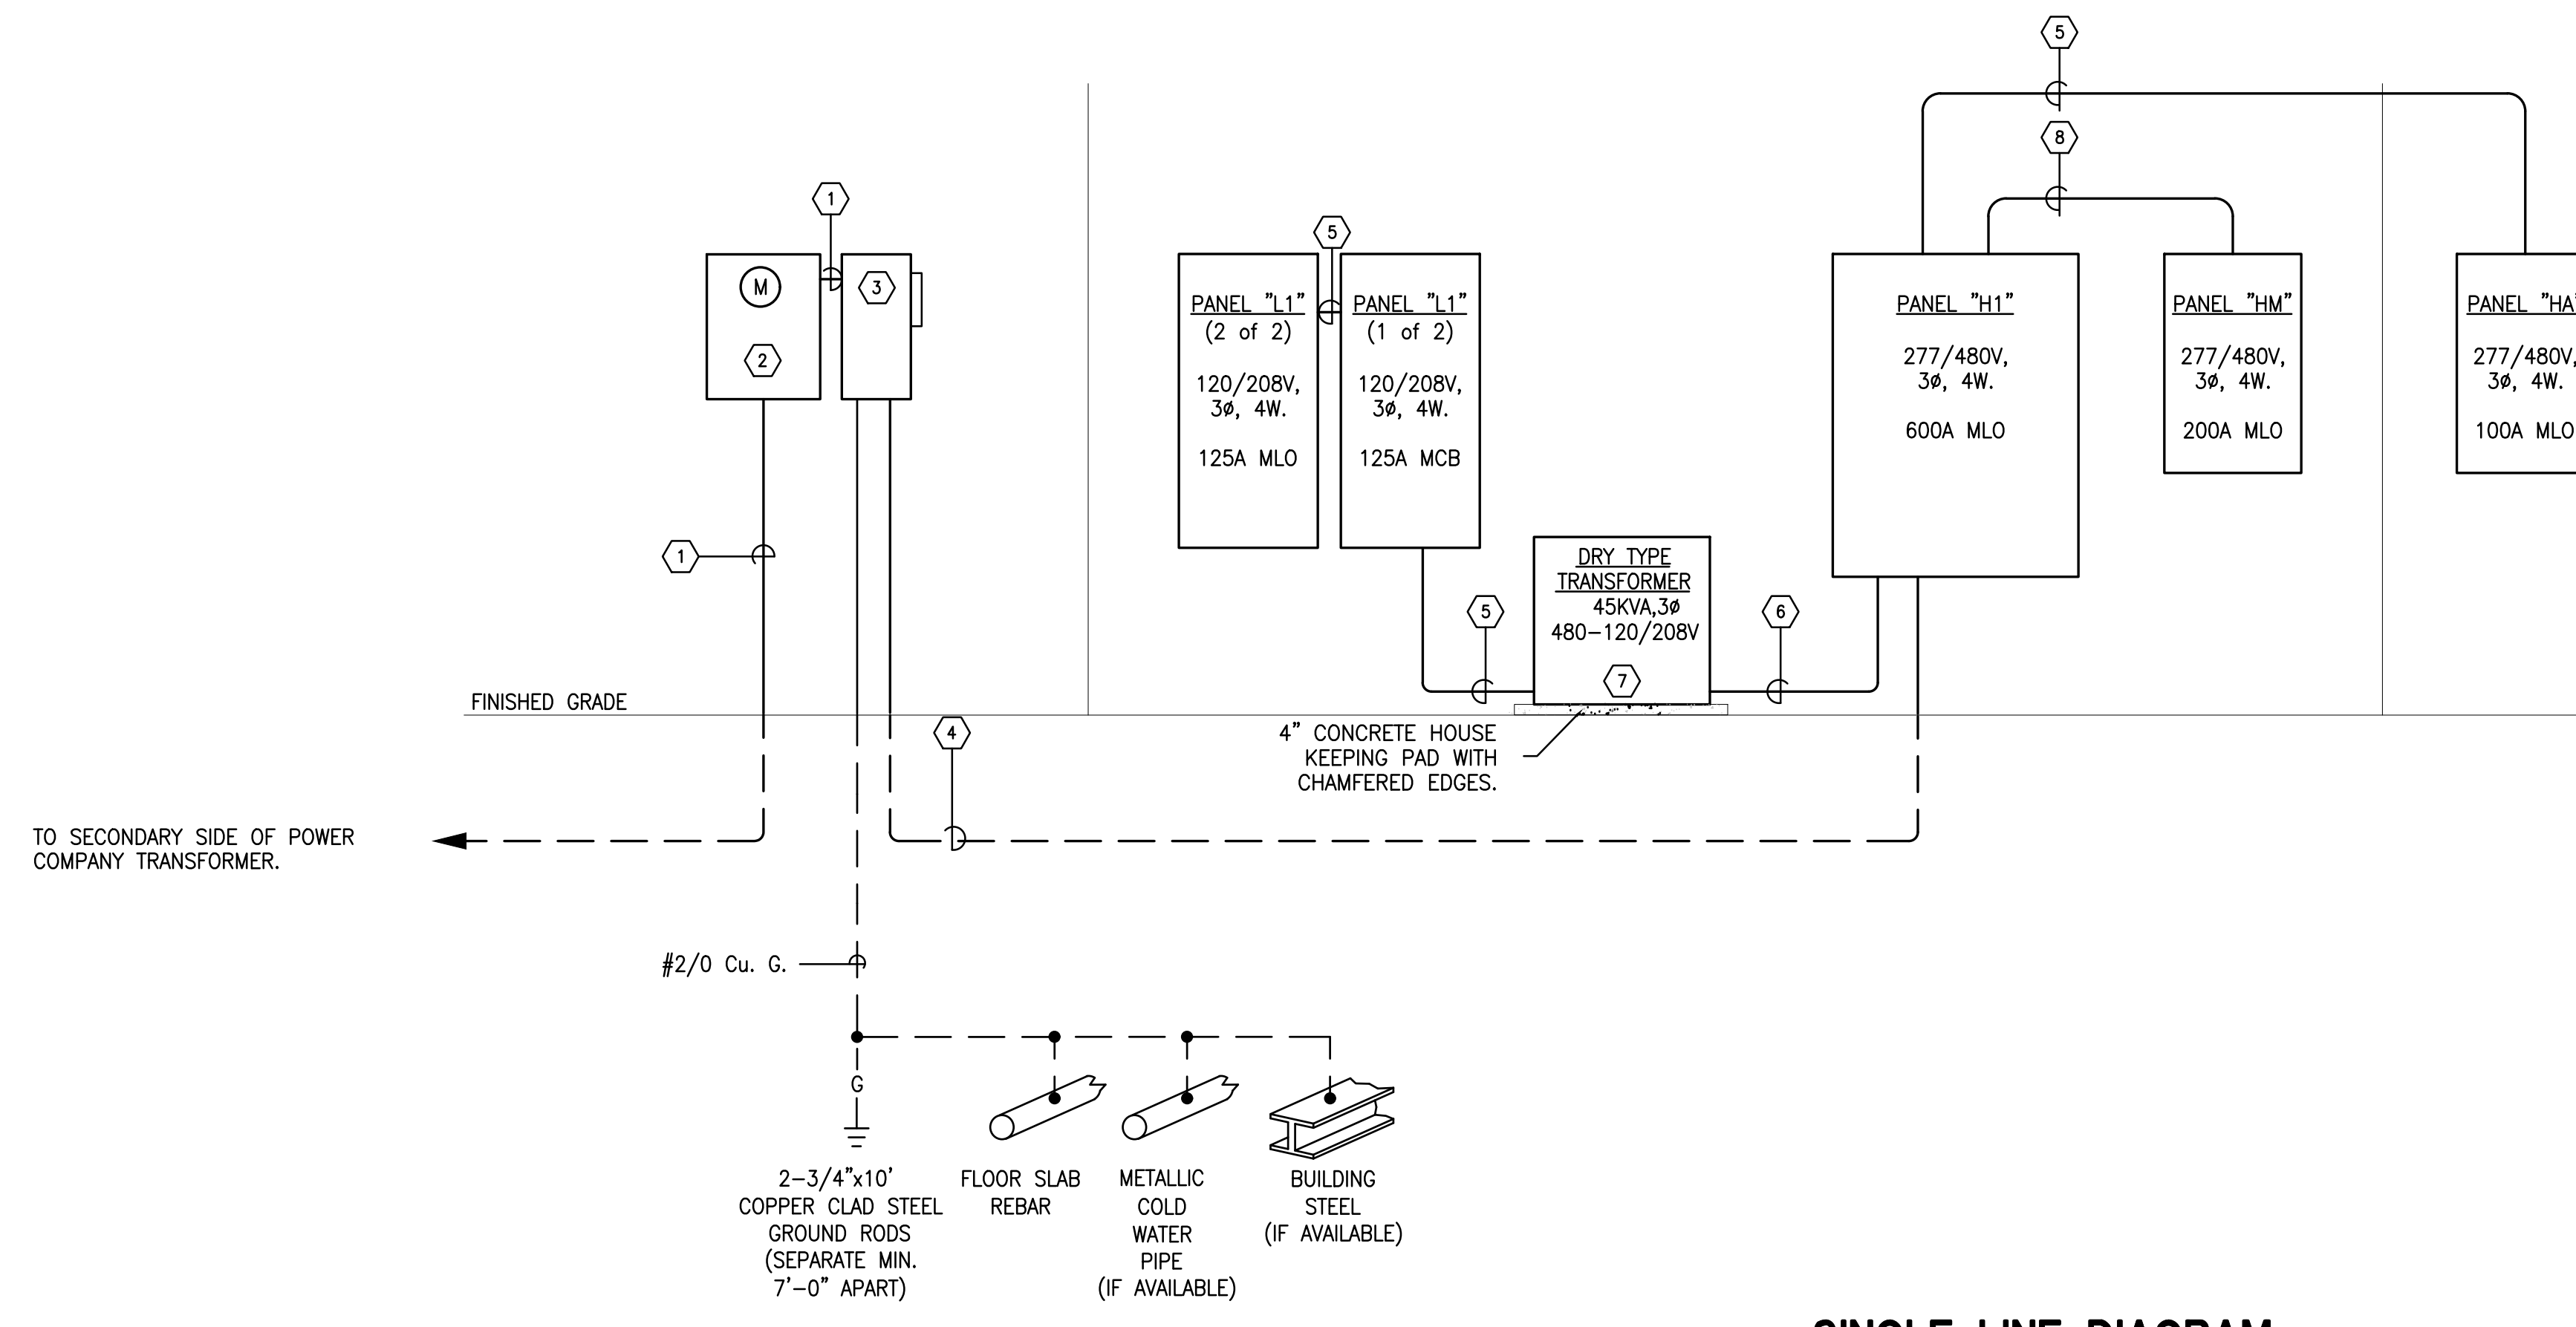 5
8
1
5
M
3
2
PANEL "L1"
(2 of 2)
120/208V,
3ø, 4W.
125A MLO
PANEL "L1"
(1 of 2)
120/208V,
3ø, 4W.
125A MCB
PANEL "H1"
277/480V,
3ø, 4W.
600A MLO
PANEL "HM"
277/480V,
3ø, 4W.
200A MLO
PANEL "HA"
277/480V,
3ø, 4W.
100A MLO
1
DRY TYPE
TRANSFORMER
45KVA,3ø
480-120/208V
7
5
6
FINISHED GRADE
4
4" CONCRETE HOUSE
KEEPING PAD WITH
CHAMFERED EDGES.
TO SECONDARY SIDE OF POWER
COMPANY TRANSFORMER.
#2/0 Cu. G.
G
2-3/4"x10'
COPPER CLAD STEEL
GROUND RODS
(SEPARATE MIN.
7'-0" APART)
FLOOR SLAB
REBAR
METALLIC
COLD
WATER
PIPE
(IF AVAILABLE)
BUILDING
STEEL
(IF AVAILABLE)
SINGLE LINE DIAGRAM